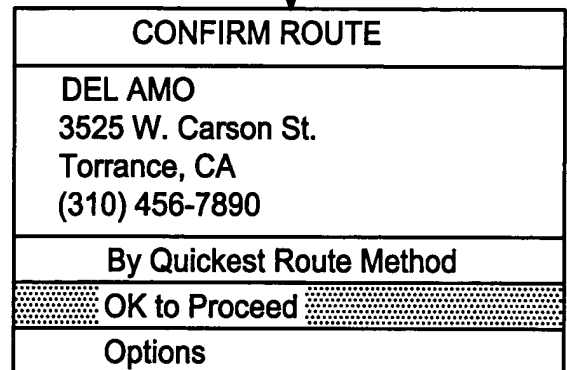 CONFIRM ROUTE
DEL AMO
3525 W. Carson St.
Torrance, CA
(310) 456-7890
By Quickest Route Method
OK to Proceed
Options